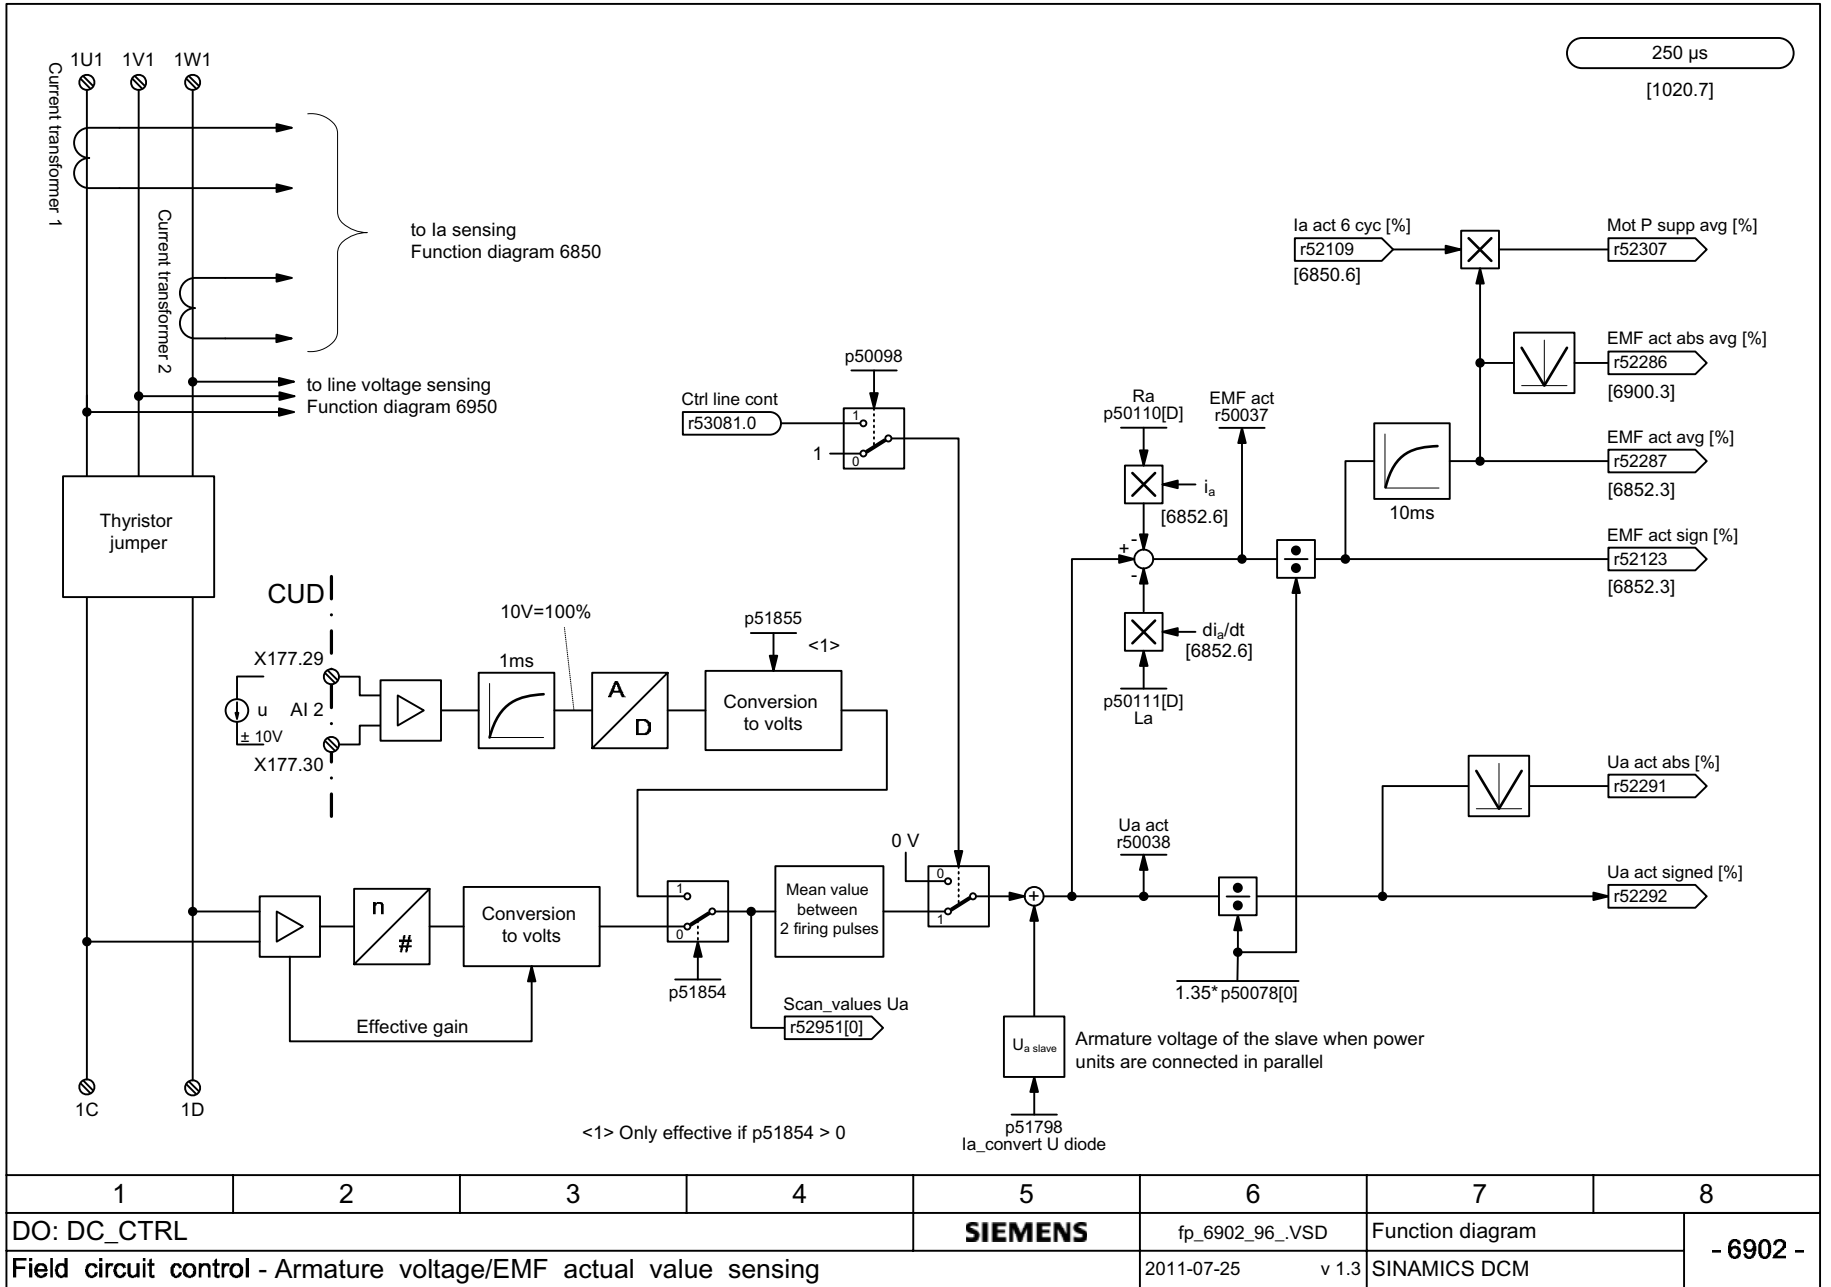 1U1 1V1 1W1
250 µs
[1020.7]
Current transformer 1
Current transformer 2
to Ia sensing
Function diagram 6850
to line voltage sensing
Function diagram 6950
Ia act 6 cyc [%]
r52109
[6850.6]
Mot P supp avg [%]
r52307
EMF act abs avg [%]
r52286
[6900.3]
EMF act avg [%]
r52287
[6852.3]
EMF act sign [%]
r52123
[6852.3]
10ms
p50098
Ctrl line cont
r53081.0
1
1
0
Ra
p50110[D]
EMF act
r50037
ia
[6852.6]
+
-
-
dia/dt
[6852.6]
p50111[D]
La
Thyristor
jumper
CUD
X177.29
u AI 2
± 10V
X177.30
1ms
10V=100%
A
D
p51855
<1>
Conversion
to volts
n
#
Conversion
to volts
Effective gain
1
0
p51854
Scan_values Ua
r52951[0]
Mean value
between
2 firing pulses
0 V
0
1
+
Ua act
r50038
1.35*p50078[0]
Ua act abs [%]
r52291
Ua act signed [%]
r52292
Ua slave
Armature voltage of the slave when power
units are connected in parallel
p51798
Ia_convert U diode
1C 1D
<1> Only effective if p51854 > 0
1 2 3 4 5 6 7 8
DO: DC_CTRL
SIEMENS
fp_6902_96_.VSD
Function diagram
- 6902 -
Field circuit control - Armature voltage/EMF actual value sensing
2011-07-25 v 1.3
SINAMICS DCM